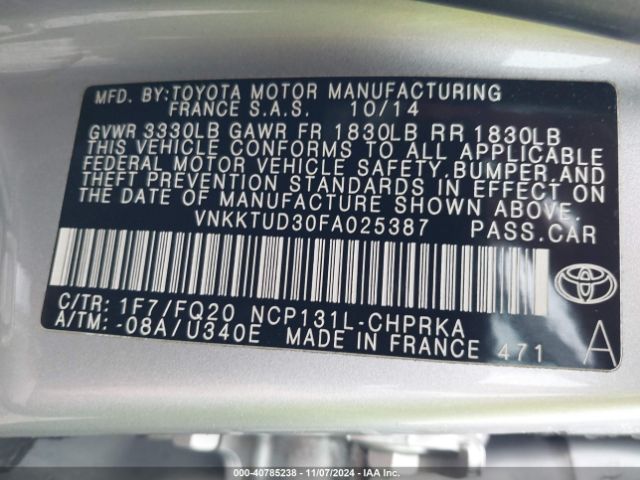 MFD. BY:TOYOTA MOTOR MANUFACTURING
FRANCE S.A.S. 10/14
GVWR 3330LB GAWR FR 1830LB RR 1830LB
THIS VEHICLE CONFORMS TO ALL APPLICABLE
FEDERAL MOTOR VEHICLE SAFETY,BUMPER,AND
THEFT PREVENTION STANDARDS IN EFFECT ON
THE DATE OF MANUFACTURE SHOWN ABOVE.
VNKKTUD30FA025387 PASS.CAR
C/TR: 1F7/FQ20 NCP131L-CHPRKA
A/TM: -08A/U340E MADE IN FRANCE 471 A
TOYOTA
000-40785238 - 11/07/2024 - IAA Inc.